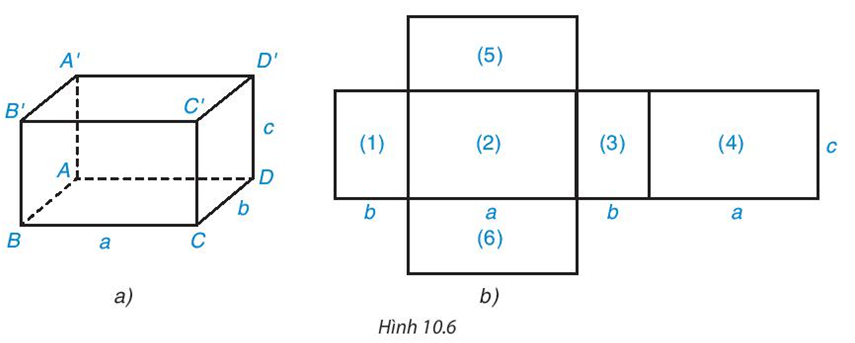 A' D'
B' C'
c
A D
b
B a C
a)
(5)
(1) (2) (3) (4) c
b a b a
(6)
b)
Hình 10.6